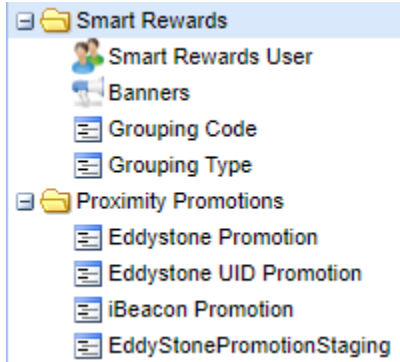 Smart Rewards
Smart Rewards User
Banners
Grouping Code
Grouping Type
Proximity Promotions
Eddystone Promotion
Eddystone UID Promotion
iBeacon Promotion
EddyStonePromotionStaging